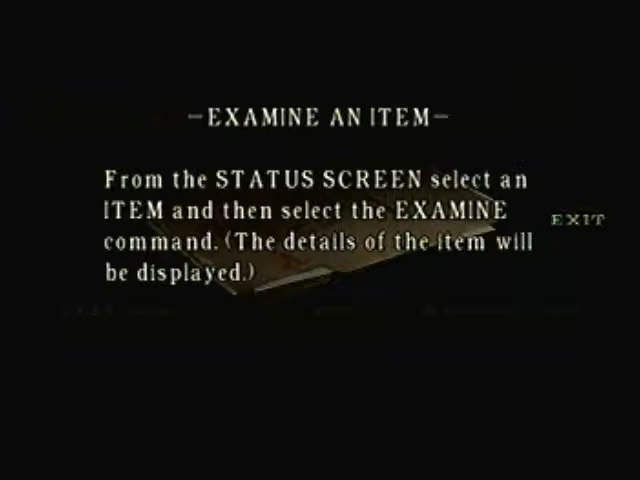 -EXAMINE AN ITEM-
From the STATUS SCREEN select an
ITEM and then select the EXAMINE
EXIT
command. (The details of the item will
be displayed.)